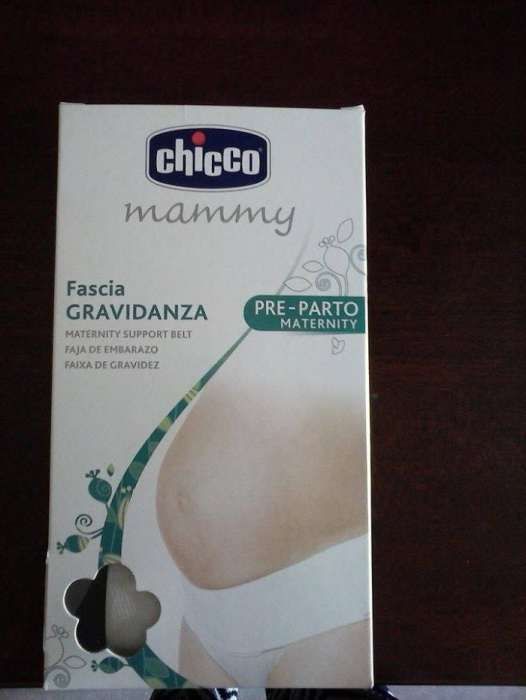 chicco
mammy
Fascia
GRAVIDANZA
MATERNITY SUPPORT BELT
FAJA DE EMBARAZO
FAIXA DE GRAVIDEZ
PRE-PARTO
MATERNITY